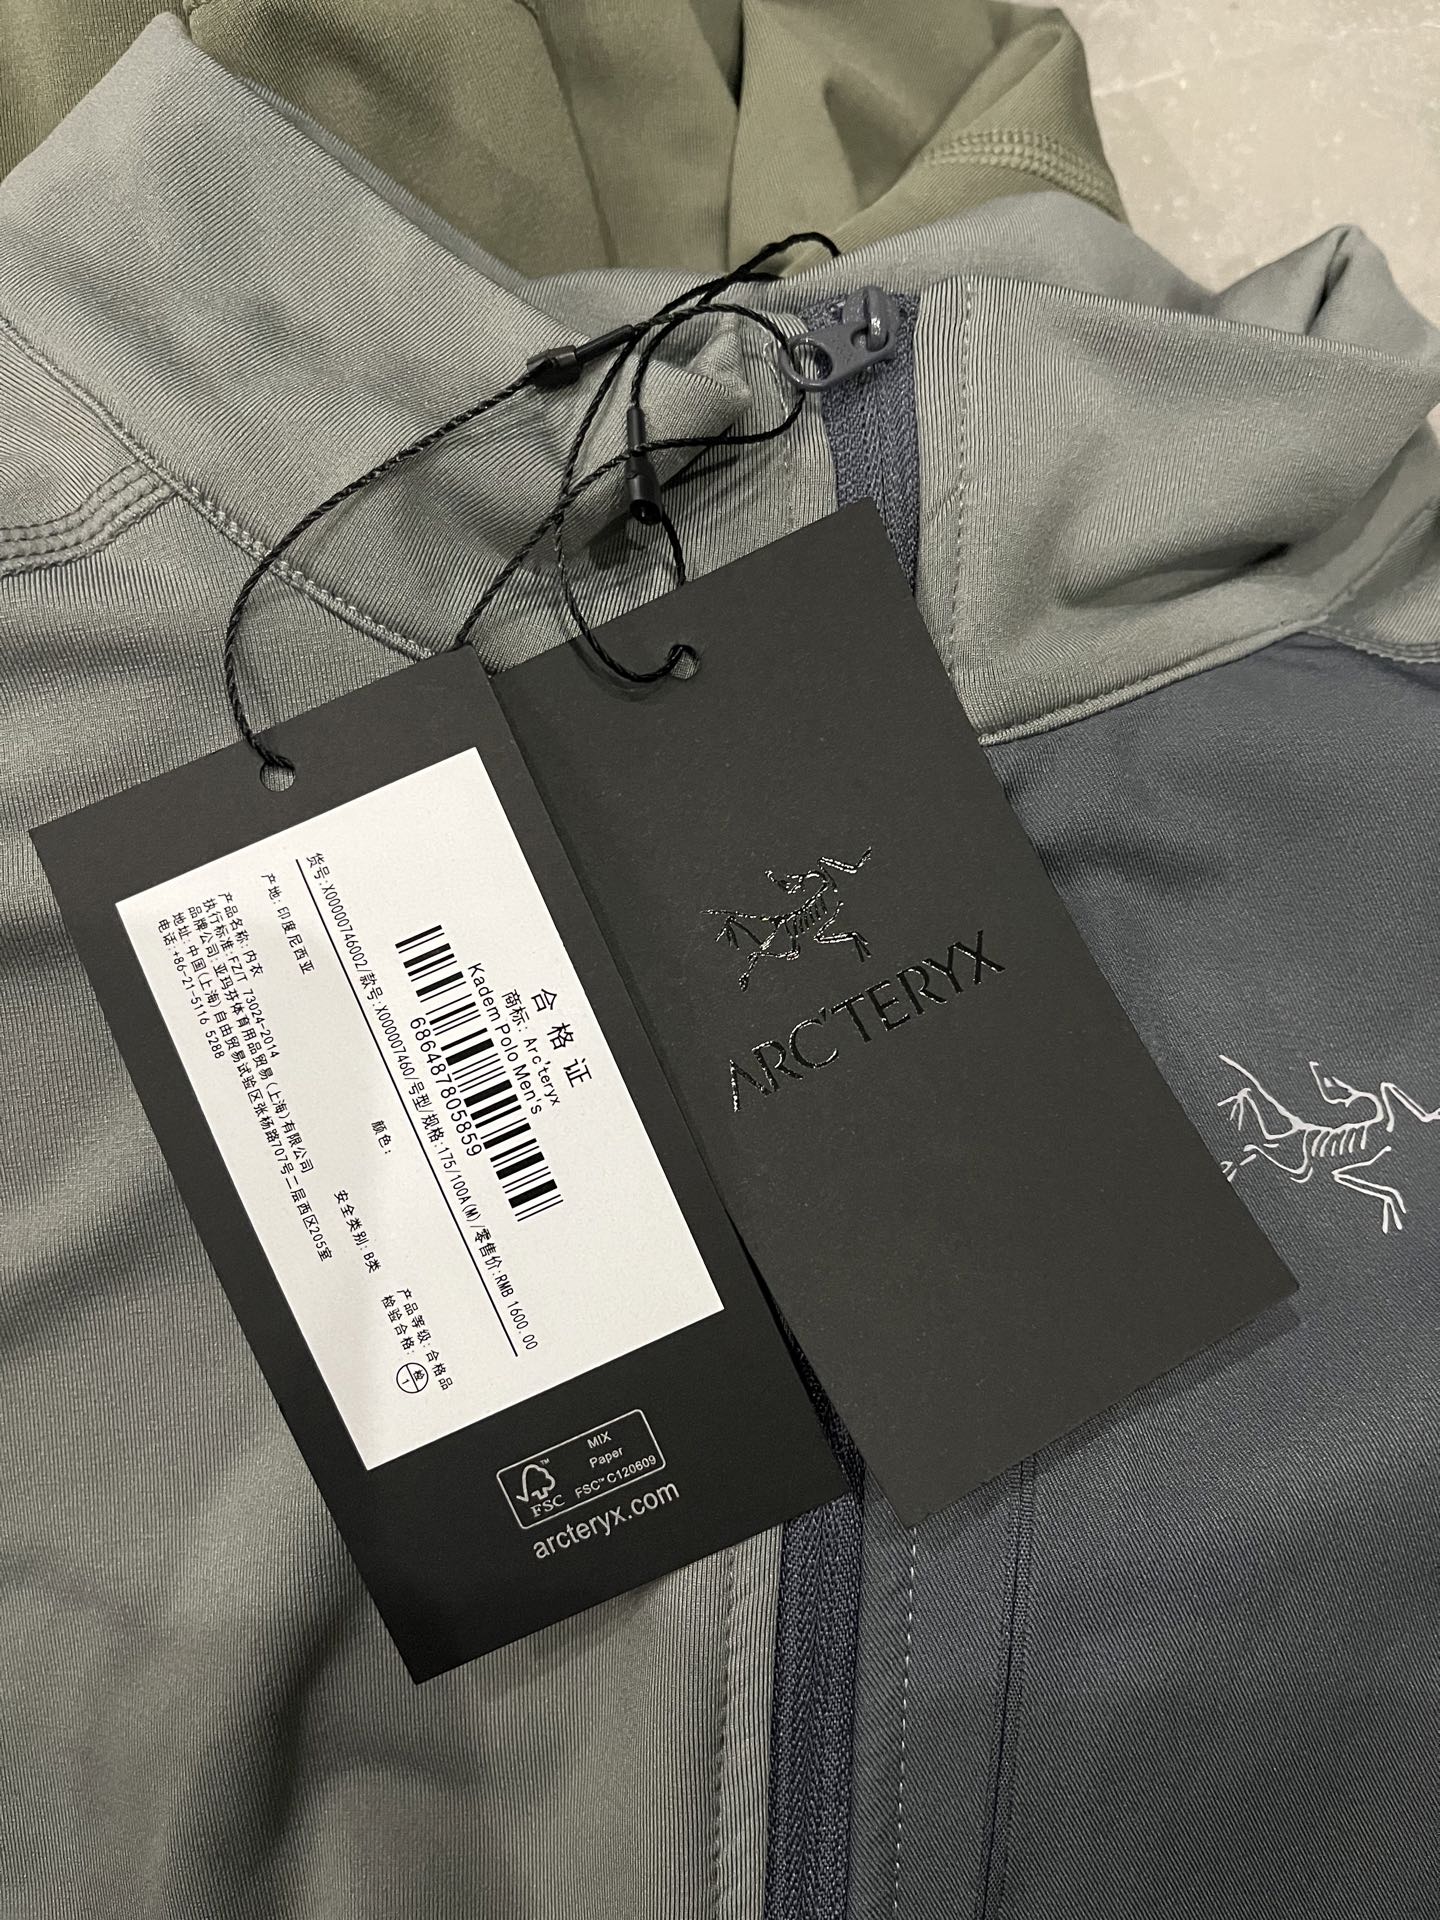 合格证
商标: Arc'teryx
Kadem Polo Men's
686487805859
货号:X00000746002/款号:X000007460/号型/规格:175/100A(M)/零售价:RMB 1600.00
颜色:
产地:印度尼西亚
安全类别:B类
产品等级:合格品
检验合格:
检
1
产品名称:内衣
执行标准:FZ/T 73024-2014
品牌公司:亚玛芬体育用品贸易(上海)有限公司
地址:中国(上海)自由贸易试验区张杨路707号二层西区205室
电话:+86-21-5116 5288
FSC
MIX
Paper
FSC™ C120609
arcteryx.com
ARC'TERYX